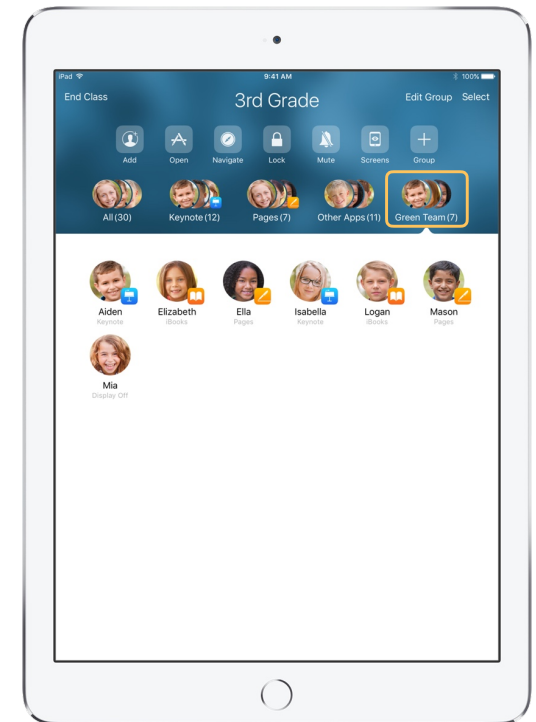 iPad 9:41 AM 100%
End Class 3rd Grade Edit Group Select
Add Open Navigate Lock Mute Screens Group
All (30) Keynote (12) Pages (7) Other Apps (11) Green Team (7)
Aiden Elizabeth Ella Isabella Logan Mason
Keynote iBooks Pages Keynote iBooks Pages
Mia
Display Off